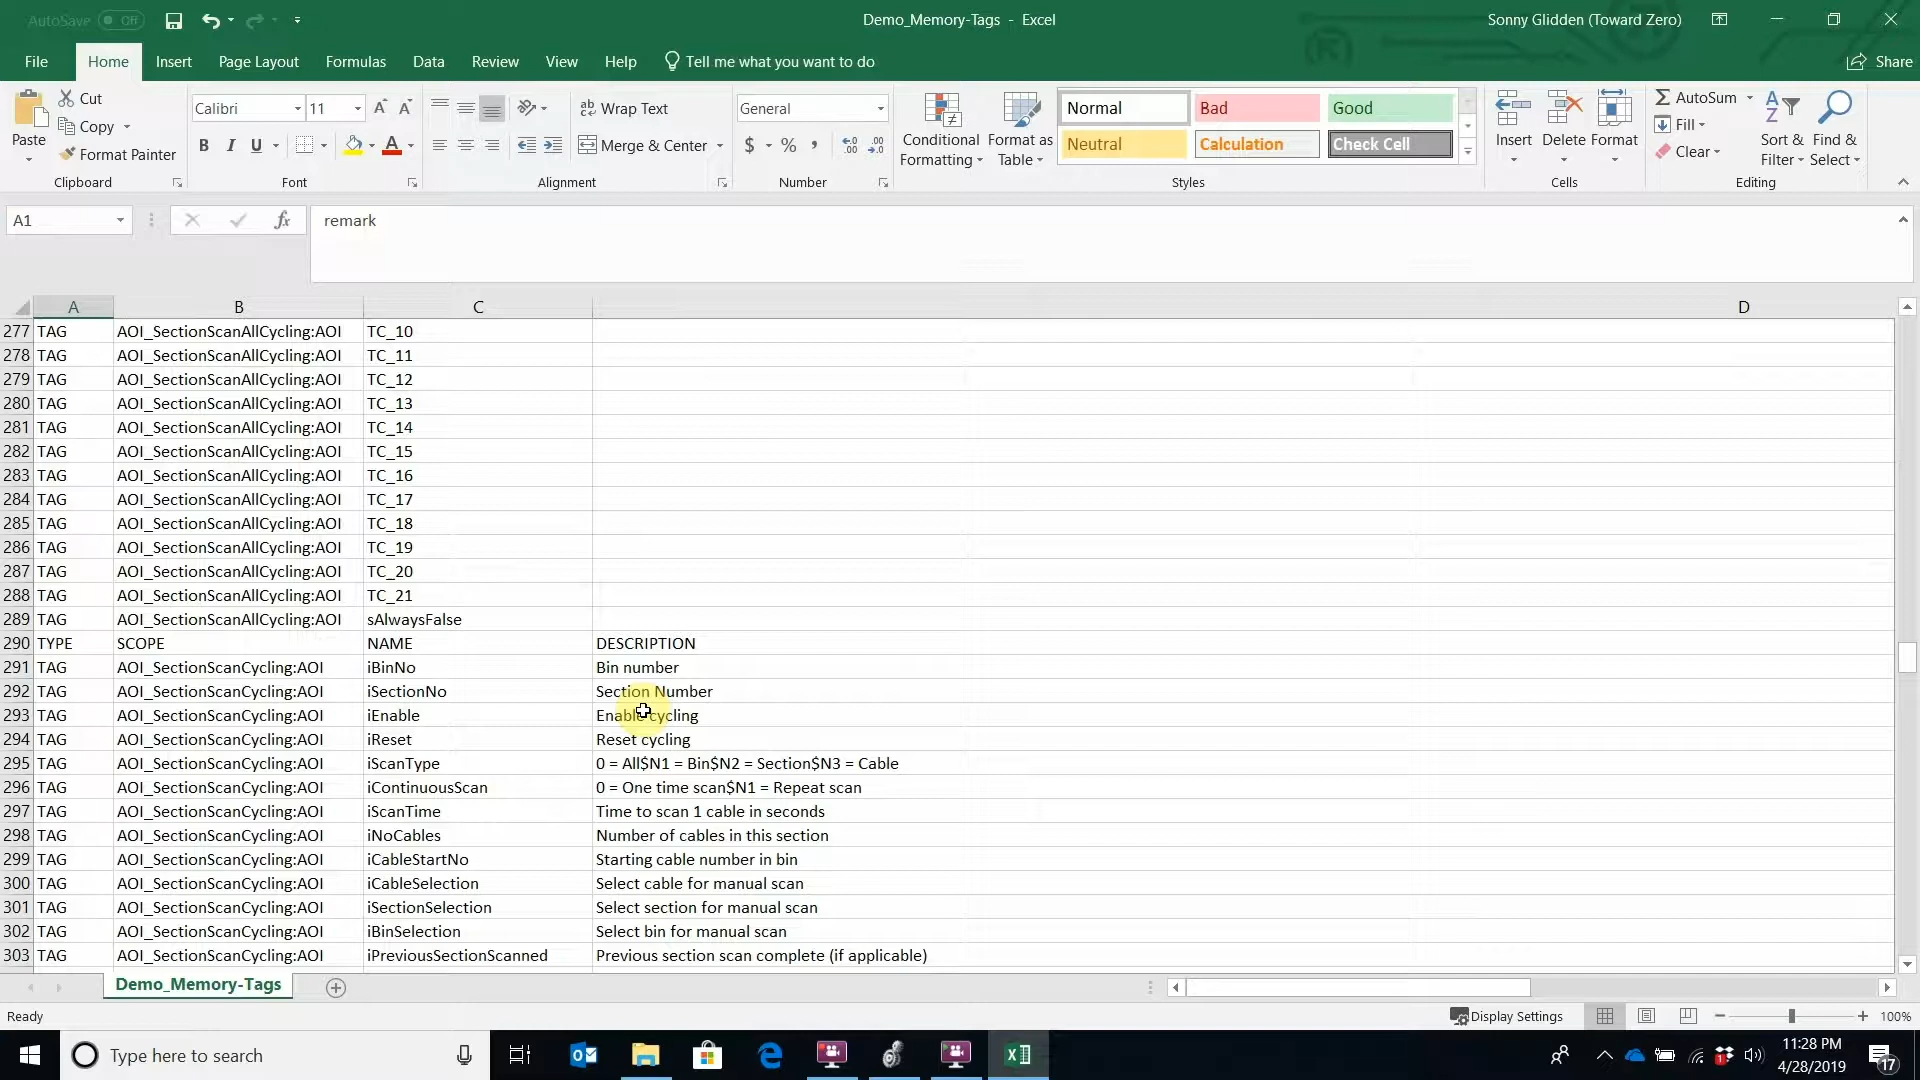 AutoSave Off
Demo_Memory-Tags - Excel
Sonny Glidden (Toward Zero)
File Home Insert Page Layout Formulas Data Review View Help Tell me what you want to do Share
Paste Cut Copy Format Painter Clipboard
Calibri 11 A A B I U A Font
ab Wrap Text Merge & Center Alignment
General $ % , Number
Conditional Formatting Format as Table
Normal Bad Good
Neutral Calculation Check Cell
Styles
Insert Delete Format Cells
AutoSum Fill Clear Sort & Filter Find & Select Editing
A1 fx remark
A B C D
277 TAG AOI_SectionScanAllCycling:AOI TC_10
278 TAG AOI_SectionScanAllCycling:AOI TC_11
279 TAG AOI_SectionScanAllCycling:AOI TC_12
280 TAG AOI_SectionScanAllCycling:AOI TC_13
281 TAG AOI_SectionScanAllCycling:AOI TC_14
282 TAG AOI_SectionScanAllCycling:AOI TC_15
283 TAG AOI_SectionScanAllCycling:AOI TC_16
284 TAG AOI_SectionScanAllCycling:AOI TC_17
285 TAG AOI_SectionScanAllCycling:AOI TC_18
286 TAG AOI_SectionScanAllCycling:AOI TC_19
287 TAG AOI_SectionScanAllCycling:AOI TC_20
288 TAG AOI_SectionScanAllCycling:AOI TC_21
289 TAG AOI_SectionScanAllCycling:AOI sAlwaysFalse
290 TYPE SCOPE NAME DESCRIPTION
291 TAG AOI_SectionScanCycling:AOI iBinNo Bin number
292 TAG AOI_SectionScanCycling:AOI iSectionNo Section Number
293 TAG AOI_SectionScanCycling:AOI iEnable Enable cycling
294 TAG AOI_SectionScanCycling:AOI iReset Reset cycling
295 TAG AOI_SectionScanCycling:AOI iScanType 0 = All$N1 = Bin$N2 = Section$N3 = Cable
296 TAG AOI_SectionScanCycling:AOI iContinuousScan 0 = One time scan$N1 = Repeat scan
297 TAG AOI_SectionScanCycling:AOI iScanTime Time to scan 1 cable in seconds
298 TAG AOI_SectionScanCycling:AOI iNoCables Number of cables in this section
299 TAG AOI_SectionScanCycling:AOI iCableStartNo Starting cable number in bin
300 TAG AOI_SectionScanCycling:AOI iCableSelection Select cable for manual scan
301 TAG AOI_SectionScanCycling:AOI iSectionSelection Select section for manual scan
302 TAG AOI_SectionScanCycling:AOI iBinSelection Select bin for manual scan
303 TAG AOI_SectionScanCycling:AOI iPreviousSectionScanned Previous section scan complete (if applicable)
Demo_Memory-Tags
Ready Display Settings 100%
Type here to search
11:28 PM
4/28/2019
17